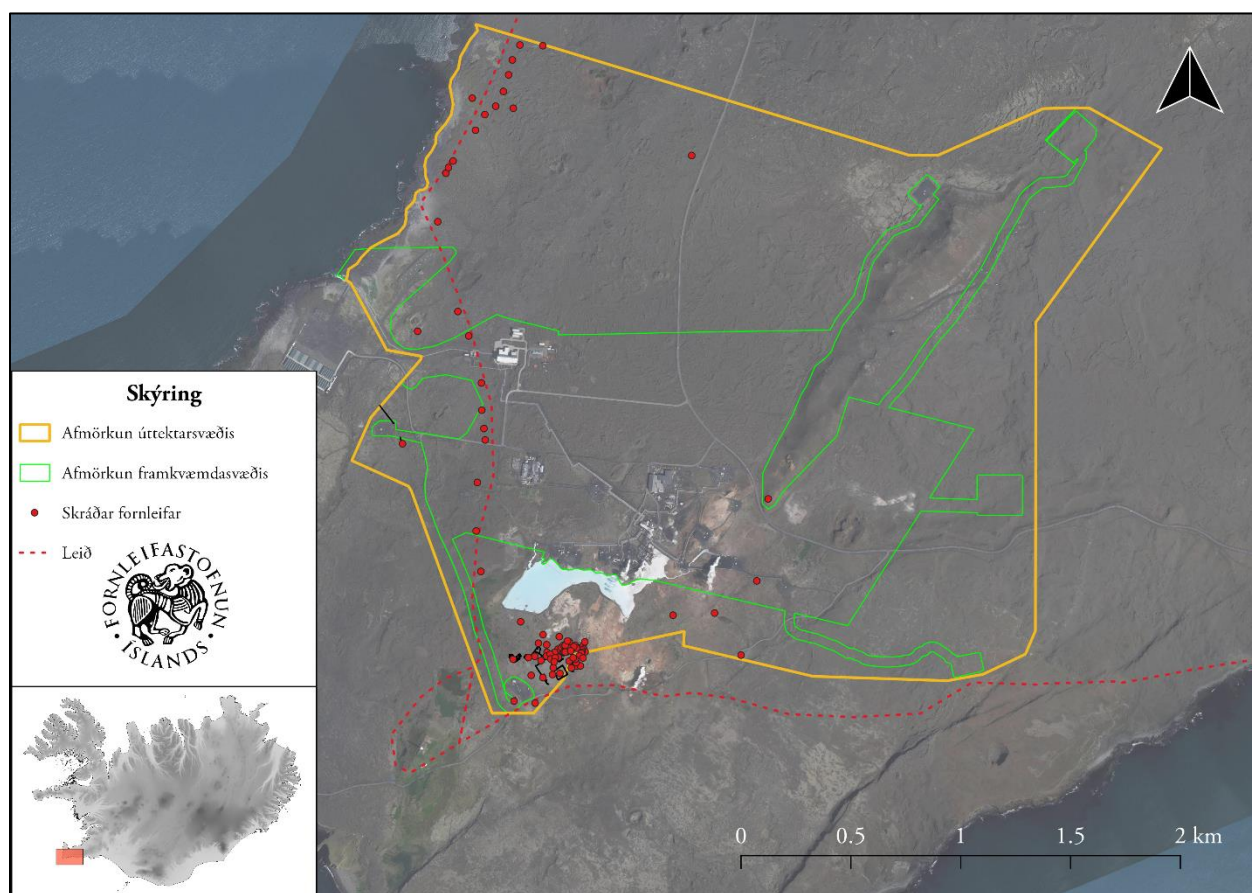 Skýring
Afmörkun úttektarsvæðis
Afmörkun framkvæmdasvæðis
Skráðar fornleifar
Leið
FORNLEIFASTOFNUN
ÍSLANDS
0 0.5 1 1.5 2 km